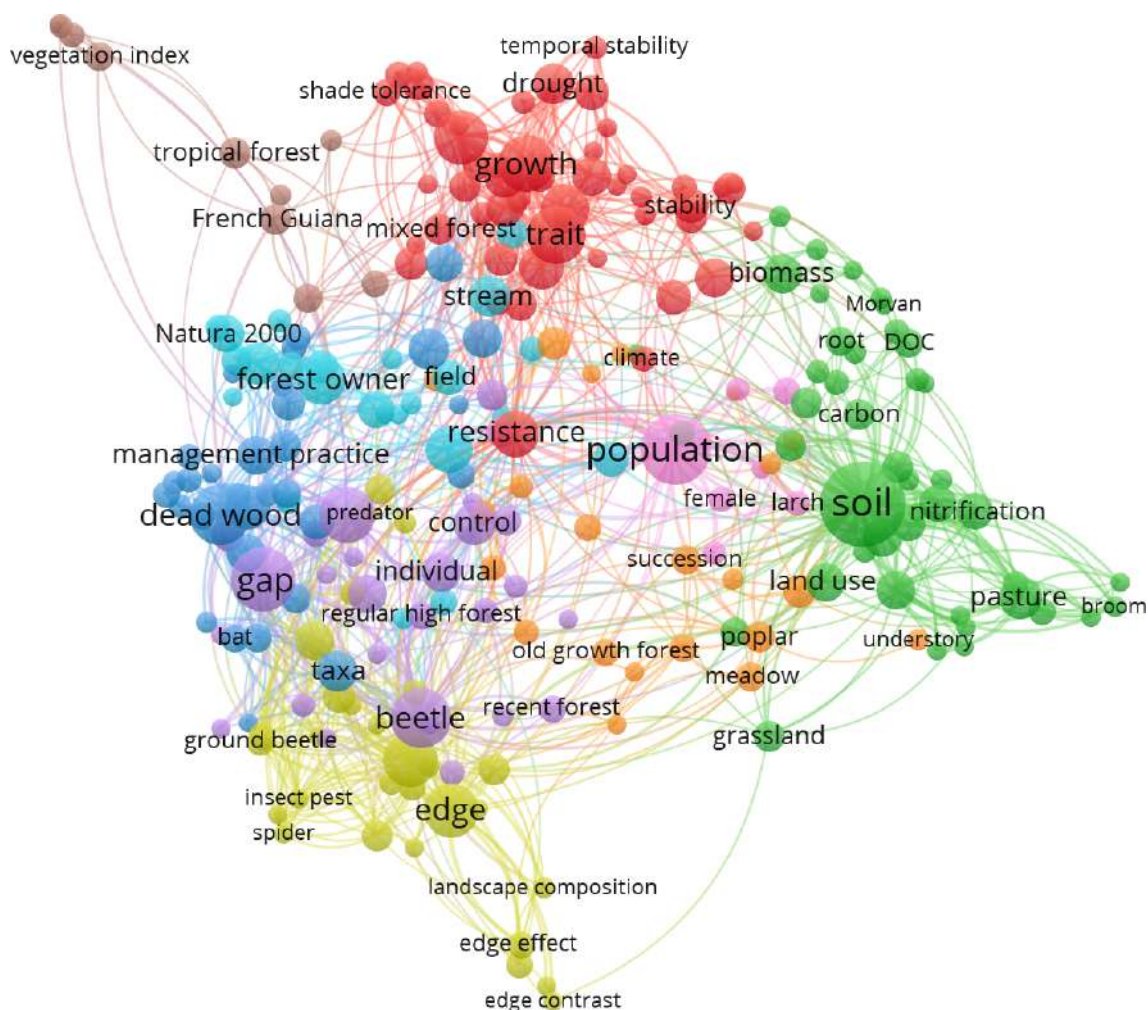 temporal stability
vegetation index
drought
shade tolerance
tropical forest
growth
French Guiana
stability
mixed forest
trait
biomass
stream
Morvan
Natura 2000
root
DOC
climate
forest owner
field
carbon
resistance
population
management practice
female
larch
soil
nitrification
dead wood
predator
control
succession
gap
individual
land use
pasture
broom
regular high forest
bat
old growth forest
poplar
understory
taxa
meadow
beetle
recent forest
ground beetle
grassland
insect pest
edge
spider
landscape composition
edge effect
edge contrast